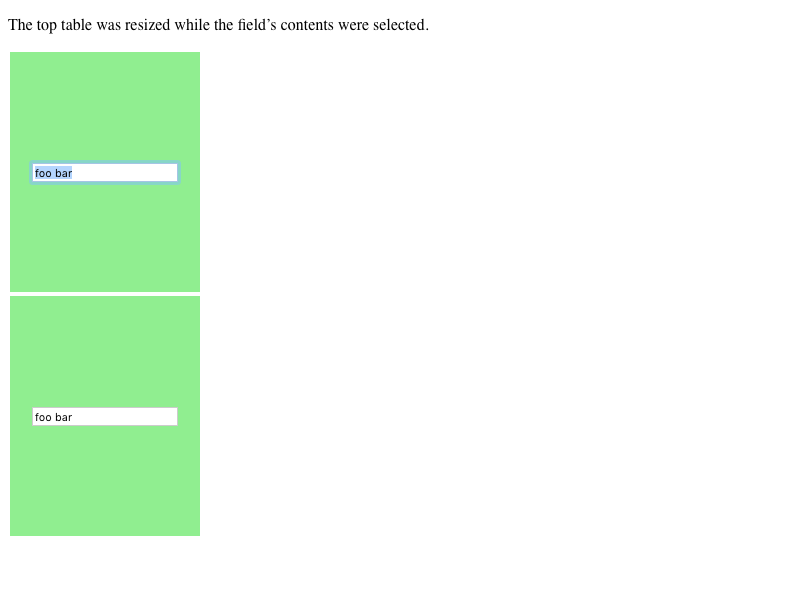 The top table was resized while the field’s contents were selected.
foo bar
foo bar